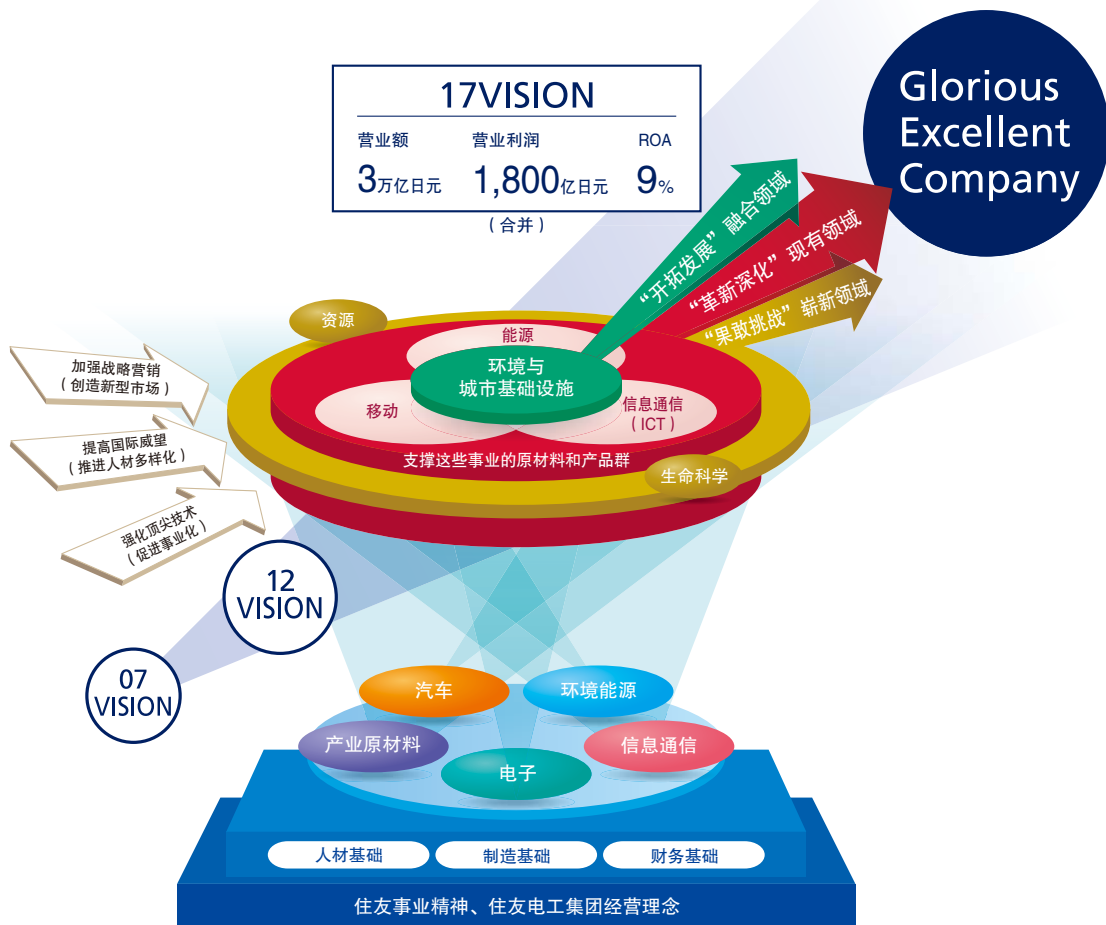 17VISION
营业额 营业利润 ROA
3万亿日元 1,800亿日元 9%
（合并）
Glorious
Excellent
Company
“开拓发展” 融合领域
“革新深化” 现有领域
“果敢挑战” 崭新领域
资源
能源
环境与
城市基础设施
移动
信息通信
（ICT）
支撑这些事业的原材料和产品群
生命科学
加强战略营销
（创造新型市场）
提高国际威望
（推进人材多样化）
强化顶尖技术
（促进事业化）
12
VISION
07
VISION
汽车
环境能源
产业原材料
信息通信
电子
人材基础
制造基础
财务基础
住友事业精神、住友电工集团经营理念